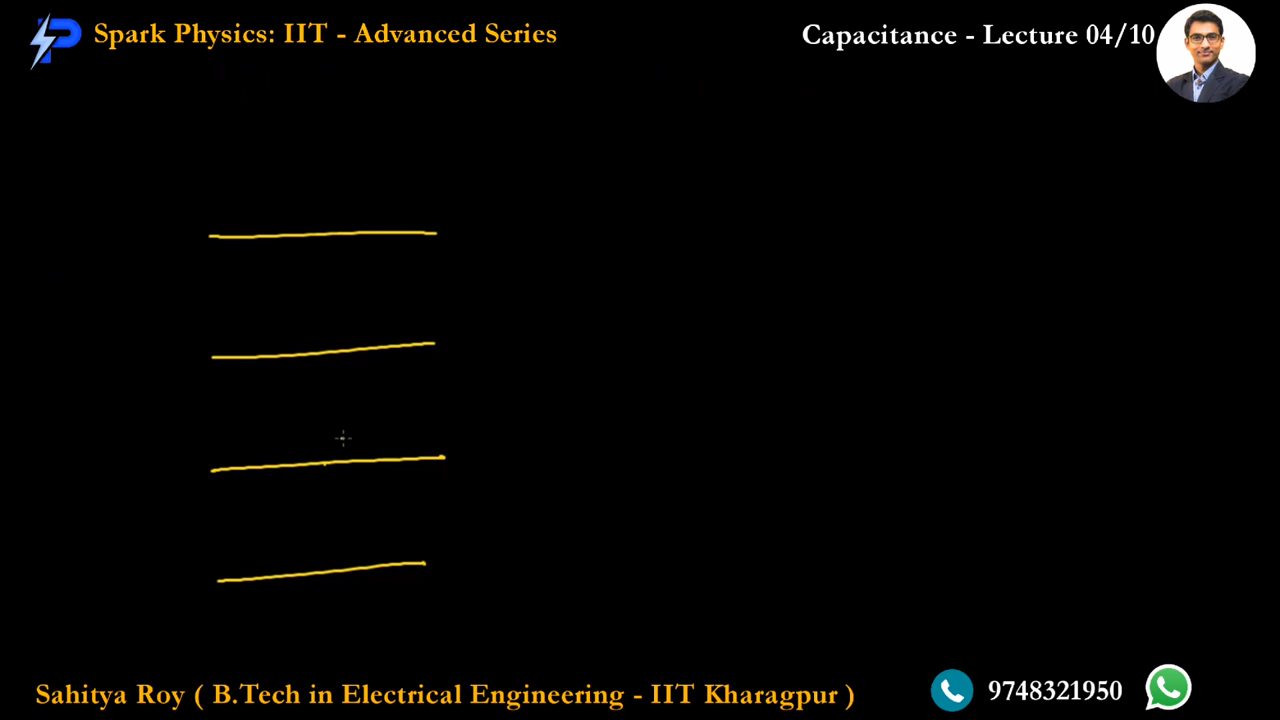 Spark Physics: IIT - Advanced Series
Capacitance - Lecture 04/10
Sahitya Roy ( B.Tech in Electrical Engineering - IIT Kharagpur )
9748321950